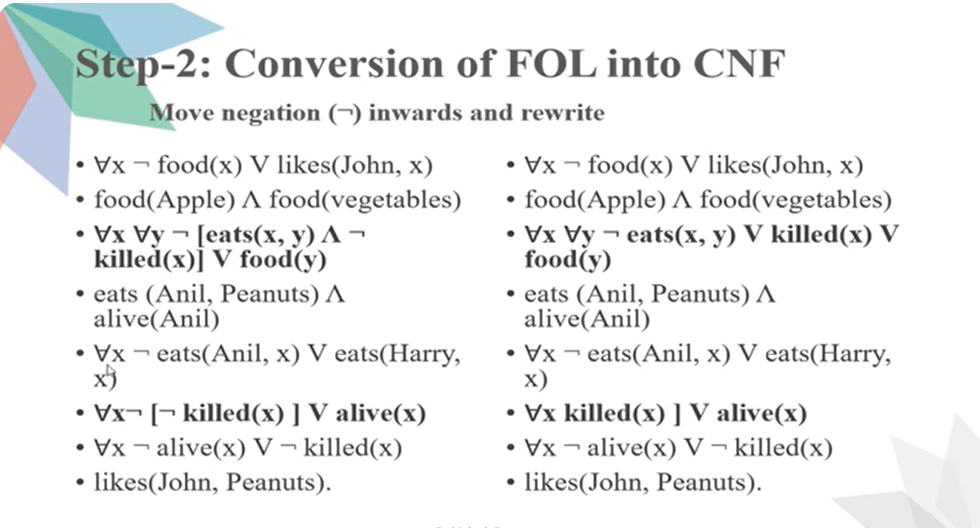 Step-2: Conversion of FOL into CNF
Move negation (¬) inwards and rewrite
• ∀x ¬ food(x) V likes(John, x)
• food(Apple) Λ food(vegetables)
• ∀x ∀y ¬ [eats(x, y) Λ ¬
killed(x)] V food(y)
• eats (Anil, Peanuts) Λ
alive(Anil)
• ∀x ¬ eats(Anil, x) V eats(Harry,
x)
• ∀x¬ [¬ killed(x) ] V alive(x)
• ∀x ¬ alive(x) V ¬ killed(x)
• likes(John, Peanuts).
• ∀x ¬ food(x) V likes(John, x)
• food(Apple) Λ food(vegetables)
• ∀x ∀y ¬ eats(x, y) V killed(x) V
food(y)
• eats (Anil, Peanuts) Λ
alive(Anil)
• ∀x ¬ eats(Anil, x) V eats(Harry,
x)
• ∀x killed(x) ] V alive(x)
• ∀x ¬ alive(x) V ¬ killed(x)
• likes(John, Peanuts).